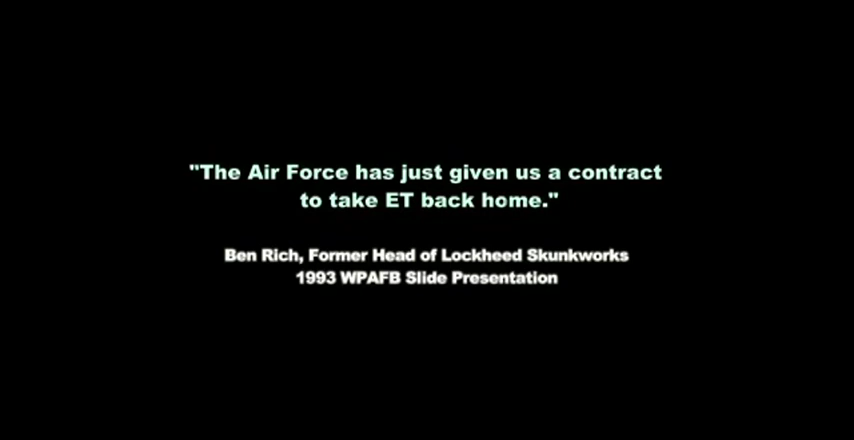 "The Air Force has just given us a contract
to take ET back home."
Ben Rich, Former Head of Lockheed Skunkworks
1993 WPAFB Slide Presentation